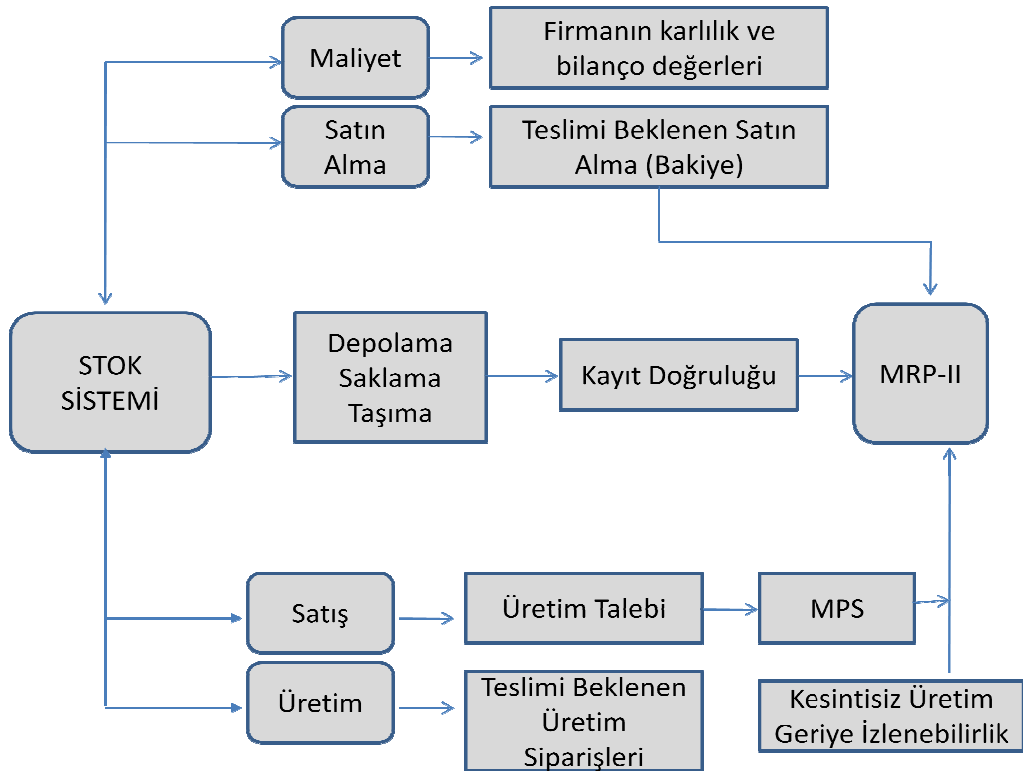 Maliyet
Firmanın karlılık ve
bilanço değerleri
Satın
Alma
Teslimi Beklenen Satın
Alma (Bakiye)
STOK
SİSTEMİ
Depolama
Saklama
Taşıma
Kayıt Doğruluğu
MRP-II
Satış
Üretim Talebi
MPS
Üretim
Teslimi Beklenen
Üretim
Siparişleri
Kesintisiz Üretim
Geriye İzlenebilirlik